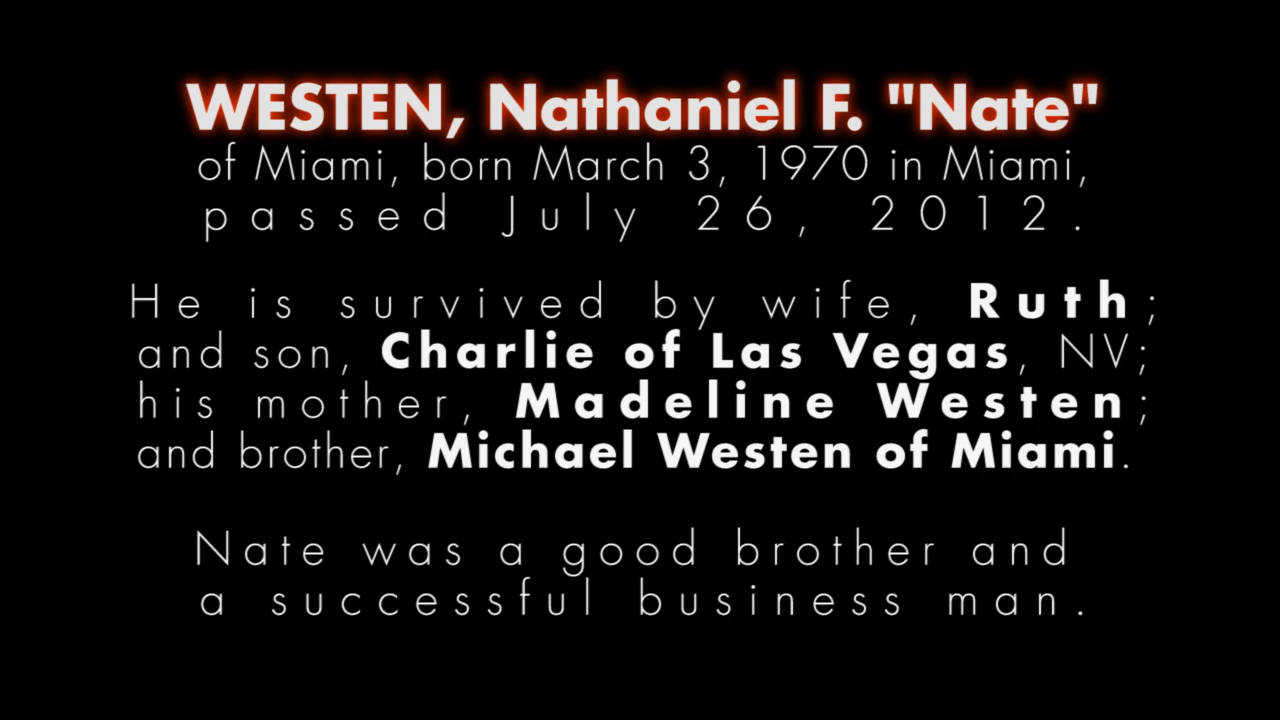 WESTEN, Nathaniel F. "Nate"
of Miami, born March 3, 1970 in Miami,
passed July 26, 2012.
He is survived by wife, Ruth;
and son, Charlie of Las Vegas, NV;
his mother, Madeline Westen;
and brother, Michael Westen of Miami.
Nate was a good brother and
a successful business man.